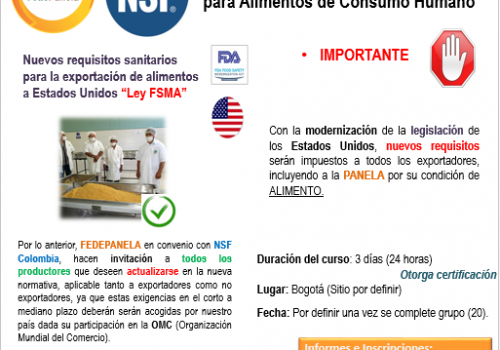 para Alimentos de Consumo Humano
NSF®
Nuevos requisitos sanitarios
para la exportación de alimentos
a Estados Unidos “Ley FSMA”
FDA
• IMPORTANTE
Con la modernización de la legislación de
los Estados Unidos, nuevos requisitos
serán impuestos a todos los exportadores,
incluyendo a la PANELA por su condición de
ALIMENTO.
Por lo anterior, FEDEPANELA en convenio con NSF
Colombia, hacen invitación a todos los
productores que deseen actualizarse en la nueva
normativa, aplicable tanto a exportadores como no
exportadores, ya que estas exigencias en el corto a
mediano plazo deberán serán acogidas por nuestro
país dada su participación en la OMC (Organización
Mundial del Comercio).
Duración del curso: 3 días (24 horas)
Otorga certificación
Lugar: Bogotá (Sitio por definir)
Fecha: Por definir una vez se complete grupo (20).
Informes e Inscripciones: